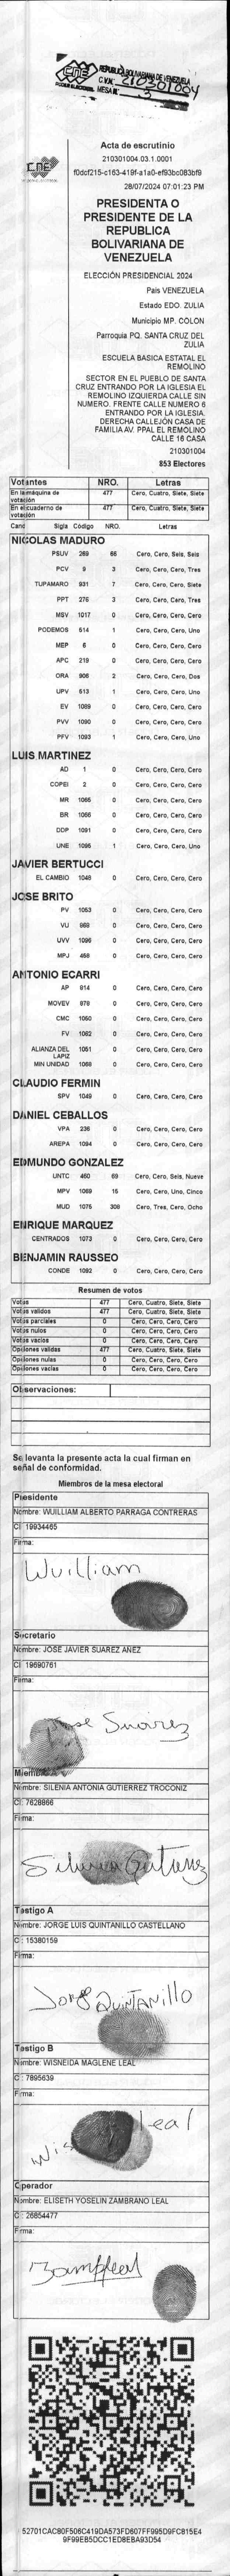 CNE REPÚBLICA BOLIVARIANA DE VENEZUELA
PODER ELECTORAL C.V.N°: 210301004
MESA N°: 3
CNE
Acta de escrutinio
210301004.03.1.0001
f0dcf215-c163-419f-a1a0-ef93bc083bf9
28/07/2024 07:01:23 PM
PRESIDENTA O
PRESIDENTE DE LA
REPUBLICA
BOLIVARIANA DE
VENEZUELA
ELECCIÓN PRESIDENCIAL 2024
Pais VENEZUELA
Estado EDO. ZULIA
Municipio MP. COLON
Parroquia PQ. SANTA CRUZ DEL
ZULIA
ESCUELA BASICA ESTATAL EL
REMOLINO
SECTOR EN EL PUEBLO DE SANTA
CRUZ ENTRANDO POR LA IGLESIA EL
REMOLINO IZQUIERDA CALLE SIN
NUMERO. FRENTE CALLE NUMERO 6
ENTRANDO POR LA IGLESIA.
DERECHA CALLEJÓN CASA DE
FAMILIA AV. PPAL EL REMOLINO
CALLE 16 CASA
210301004
853 Electores
Votantes NRO. Letras
En la máquina de votación 477 Cero, Cuatro, Siete, Siete
En el cuaderno de votación 477 Cero, Cuatro, Siete, Siete
Cand Sigla Código NRO. Letras
NICOLAS MADURO
PSUV 269 66 Cero, Cero, Seis, Seis
PCV 9 3 Cero, Cero, Cero, Tres
TUPAMARO 931 7 Cero, Cero, Cero, Siete
PPT 276 3 Cero, Cero, Cero, Tres
MSV 1017 0 Cero, Cero, Cero, Cero
PODEMOS 514 1 Cero, Cero, Cero, Uno
MEP 6 0 Cero, Cero, Cero, Cero
APC 219 0 Cero, Cero, Cero, Cero
ORA 906 2 Cero, Cero, Cero, Dos
UPV 513 1 Cero, Cero, Cero, Uno
EV 1089 0 Cero, Cero, Cero, Cero
PVV 1090 0 Cero, Cero, Cero, Cero
PFV 1093 1 Cero, Cero, Cero, Uno
LUIS MARTINEZ
AD 1 0 Cero, Cero, Cero, Cero
COPEI 2 0 Cero, Cero, Cero, Cero
MR 1065 0 Cero, Cero, Cero, Cero
BR 1066 0 Cero, Cero, Cero, Cero
DDP 1091 0 Cero, Cero, Cero, Cero
UNE 1095 1 Cero, Cero, Cero, Uno
JAVIER BERTUCCI
EL CAMBIO 1048 0 Cero, Cero, Cero, Cero
JOSE BRITO
PV 1053 0 Cero, Cero, Cero, Cero
VU 969 0 Cero, Cero, Cero, Cero
UVV 1096 0 Cero, Cero, Cero, Cero
MPJ 458 0 Cero, Cero, Cero, Cero
ANTONIO ECARRI
AP 914 0 Cero, Cero, Cero, Cero
MOVEV 978 0 Cero, Cero, Cero, Cero
CMC 1050 0 Cero, Cero, Cero, Cero
FV 1062 0 Cero, Cero, Cero, Cero
ALIANZA DEL LAPIZ 1051 0 Cero, Cero, Cero, Cero
MIN UNIDAD 1068 0 Cero, Cero, Cero, Cero
CLAUDIO FERMIN
SPV 1049 0 Cero, Cero, Cero, Cero
DANIEL CEBALLOS
VPA 236 0 Cero, Cero, Cero, Cero
AREPA 1094 0 Cero, Cero, Cero, Cero
EDMUNDO GONZALEZ
UNTC 460 69 Cero, Cero, Seis, Nueve
MPV 1069 15 Cero, Cero, Uno, Cinco
MUD 1075 308 Cero, Tres, Cero, Ocho
ENRIQUE MARQUEZ
CENTRADOS 1073 0 Cero, Cero, Cero, Cero
BENJAMIN RAUSSEO
CONDE 1092 0 Cero, Cero, Cero, Cero
Resumen de votos
Votos 477 Cero, Cuatro, Siete, Siete
Votos validos 477 Cero, Cuatro, Siete, Siete
Votos parciales 0 Cero, Cero, Cero, Cero
Votos nulos 0 Cero, Cero, Cero, Cero
Votos vacios 0 Cero, Cero, Cero, Cero
Opciones validas 477 Cero, Cuatro, Siete, Siete
Opciones nulas 0 Cero, Cero, Cero, Cero
Opciones vacias 0 Cero, Cero, Cero, Cero
Observaciones:
Se levanta la presente acta la cual firman en
señal de conformidad.
Miembros de la mesa electoral
Presidente
Nombre: WUILLIAM ALBERTO PARRAGA CONTRERAS
CI: 19934465
Firma:
Wuilliam
Secretario
Nombre: JOSE JAVIER SUAREZ AÑEZ
CI: 19690761
Firma:
Jose Suarez
Miembro
Nombre: SILENIA ANTONIA GUTIERREZ TROCONIZ
CI: 7628866
Firma:
Silenia Gutierrez
Testigo A
Nombre: JORGE LUIS QUINTANILLO CASTELLANO
CI: 15380159
Firma:
Jorge Quintanillo
Testigo B
Nombre: WISNEIDA MAGLENE LEAL
CI: 7895639
Firma:
Wis Leal
Operador
Nombre: ELISETH YOSELIN ZAMBRANO LEAL
CI: 26654477
Firma:
52701CAC80F506C419DA573FD607FF995D9FC815E4
9F99EB5DCC1ED8EBA93D54